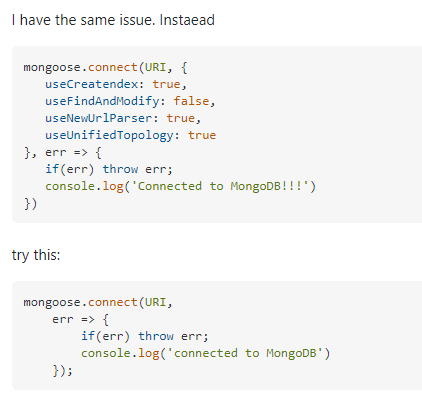 I have the same issue. Instaead
mongoose.connect(URI, {
   useCreatendex: true,
   useFindAndModify: false,
   useNewUrlParser: true,
   useUnifiedTopology: true
}, err => {
   if(err) throw err;
   console.log('Connected to MongoDB!!!')
})
try this:
mongoose.connect(URI,
    err => {
        if(err) throw err;
        console.log('connected to MongoDB')
    });